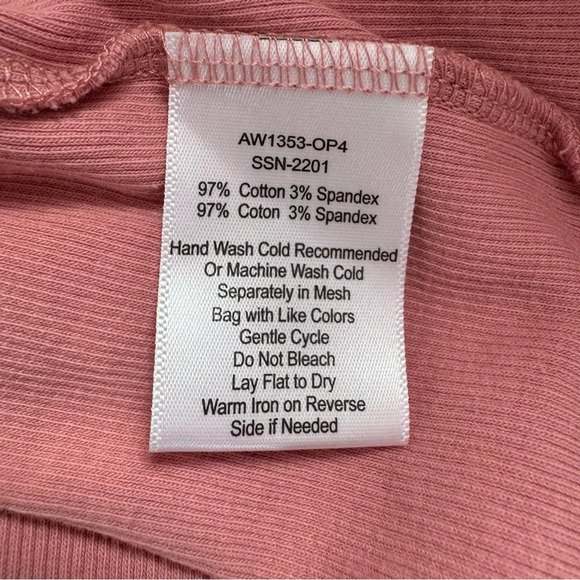 AW1353-OP4
SSN-2201
97% Cotton 3% Spandex
97% Coton 3% Spandex
Hand Wash Cold Recommended
Or Machine Wash Cold
Separately in Mesh
Bag with Like Colors
Gentle Cycle
Do Not Bleach
Lay Flat to Dry
Warm Iron on Reverse
Side if Needed